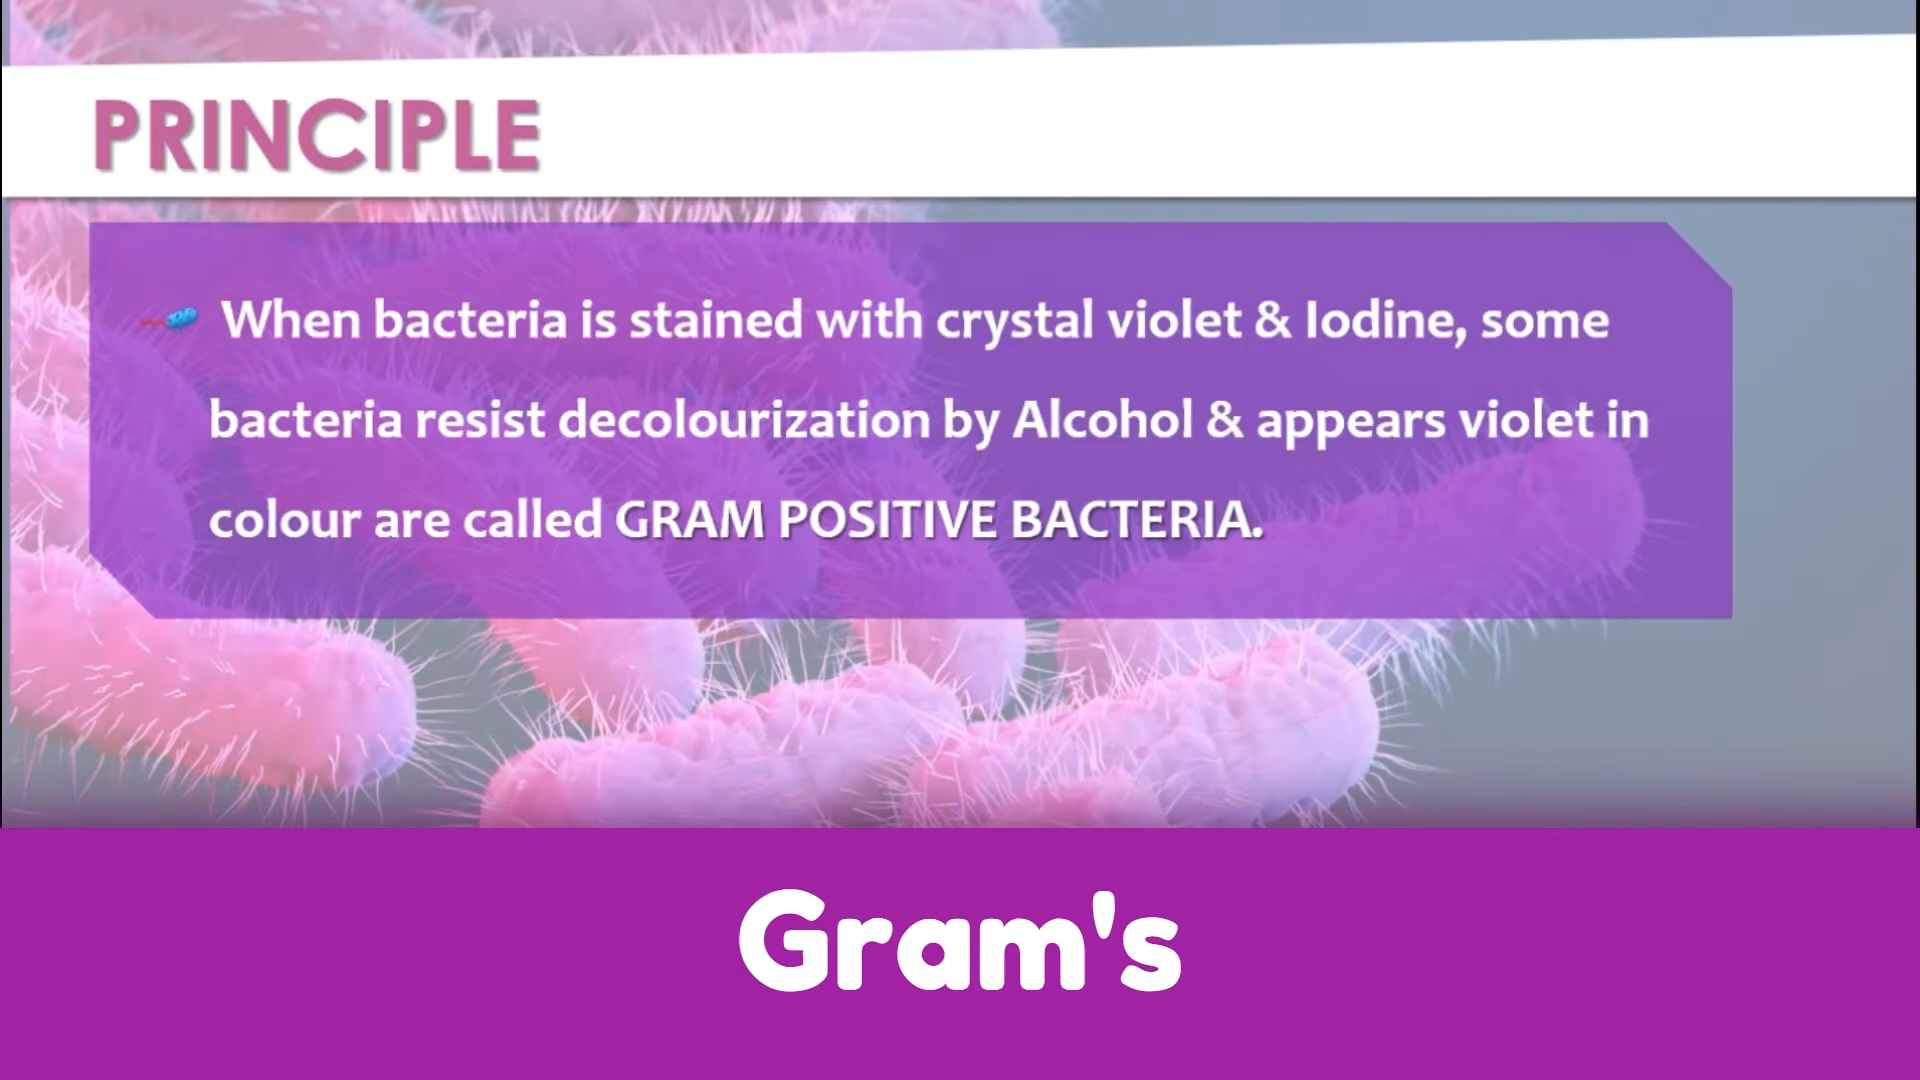 PRINCIPLE
When bacteria is stained with crystal violet & Iodine, some
bacteria resist decolourization by Alcohol & appears violet in
colour are called GRAM POSITIVE BACTERIA.
Gram's